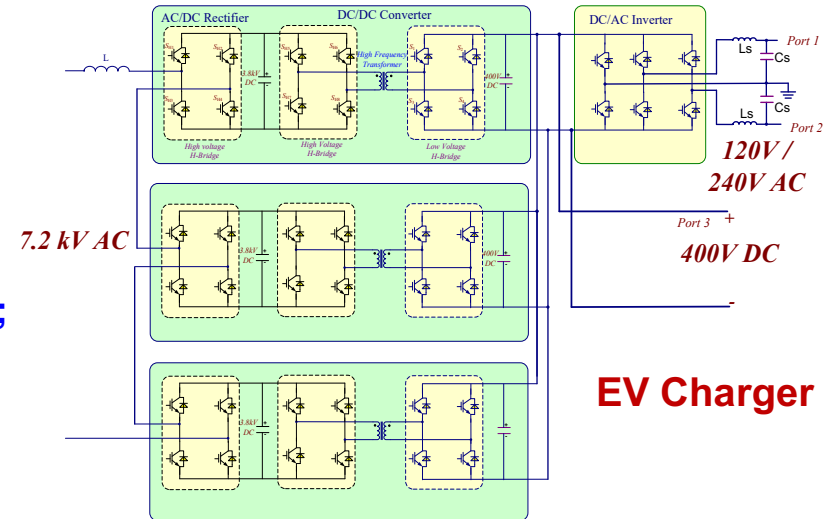 AC/DC Rectifier
DC/DC Converter
DC/AC Inverter
L
3.8kV
DC
High Frequency
Transformer
400V
DC
Ls
Port 1
Cs
Cs
Ls
Port 2
High voltage
H-Bridge
High Voltage
H-Bridge
Low Voltage
H-Bridge
120V /
240V AC
Port 3
+
400V DC
-
7.2 kV AC
3.8kV
DC
400V
DC
EV Charger
3.8kV
DC